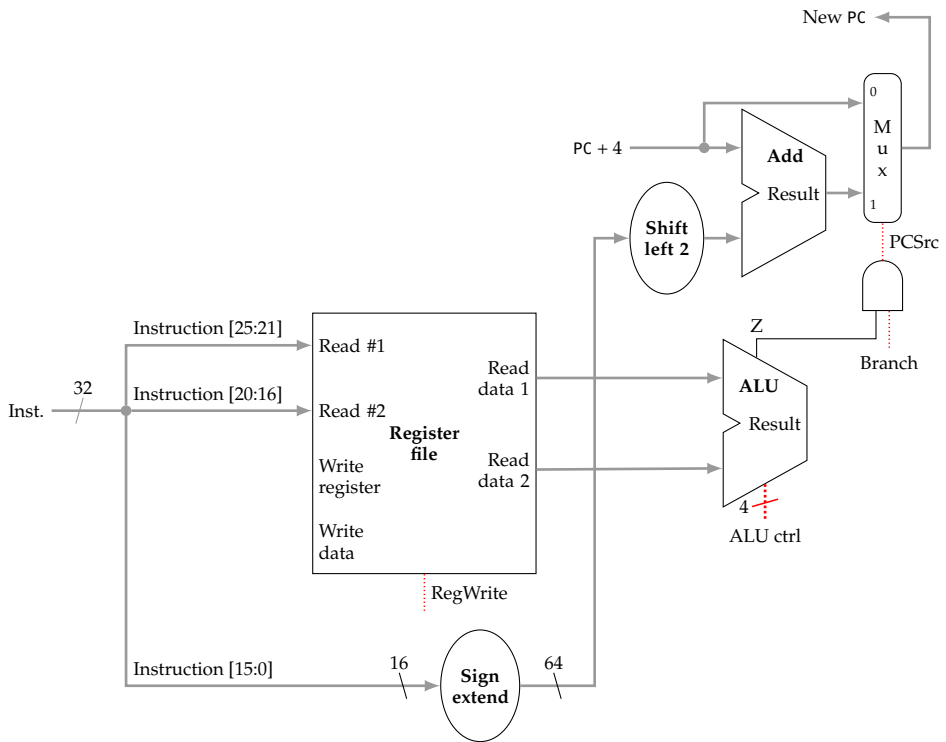 New PC
0
M
u
x
1
PC + 4
Add
Result
Shift
left 2
PCSrc
Z
Branch
Instruction [25:21]
Read #1
Read
data 1
ALU
Result
32
Inst.
Instruction [20:16]
Read #2
Register
file
Write
register
Read
data 2
Write
data
4
ALU ctrl
RegWrite
Instruction [15:0]
16
Sign
extend
64